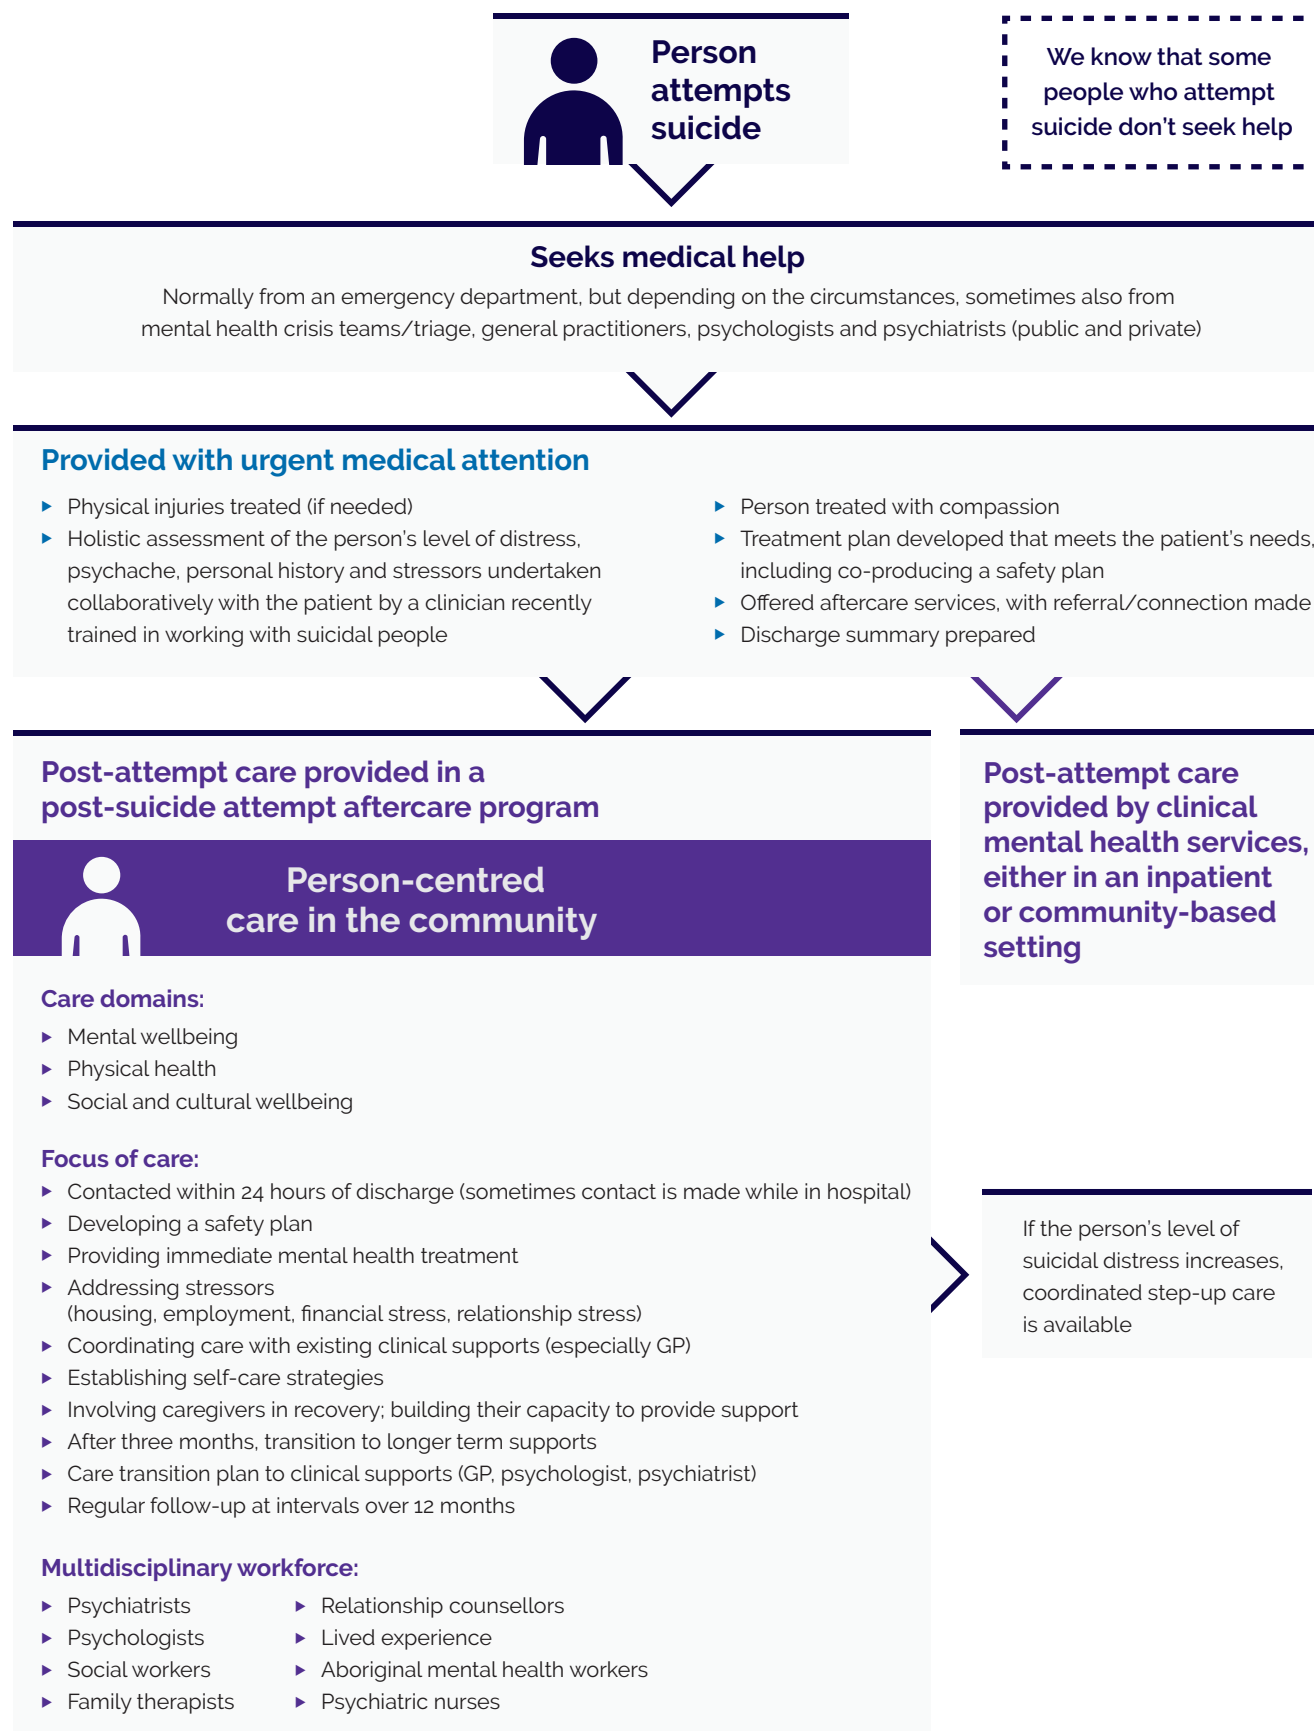 Person
attempts
suicide
We know that some
people who attempt
suicide don't seek help
Seeks medical help
Normally from an emergency department, but depending on the circumstances, sometimes also from
mental health crisis teams/triage, general practitioners, psychologists and psychiatrists (public and private)
Provided with urgent medical attention
Physical injuries treated (if needed)
Holistic assessment of the person's level of distress,
psychache, personal history and stressors undertaken
collaboratively with the patient by a clinician recently
trained in working with suicidal people
Person treated with compassion
Treatment plan developed that meets the patient's needs,
including co-producing a safety plan
Offered aftercare services, with referral/connection made
Discharge summary prepared
Post-attempt care provided in a
post-suicide attempt aftercare program
Person-centred
care in the community
Care domains:
Mental wellbeing
Physical health
Social and cultural wellbeing
Focus of care:
Contacted within 24 hours of discharge (sometimes contact is made while in hospital)
Developing a safety plan
Providing immediate mental health treatment
Addressing stressors
(housing, employment, financial stress, relationship stress)
Coordinating care with existing clinical supports (especially GP)
Establishing self-care strategies
Involving caregivers in recovery; building their capacity to provide support
After three months, transition to longer term supports
Care transition plan to clinical supports (GP, psychologist, psychiatrist)
Regular follow-up at intervals over 12 months
Multidisciplinary workforce:
Psychiatrists
Psychologists
Social workers
Family therapists
Relationship counsellors
Lived experience
Aboriginal mental health workers
Psychiatric nurses
Post-attempt care
provided by clinical
mental health services,
either in an inpatient
or community-based
setting
If the person's level of
suicidal distress increases,
coordinated step-up care
is available